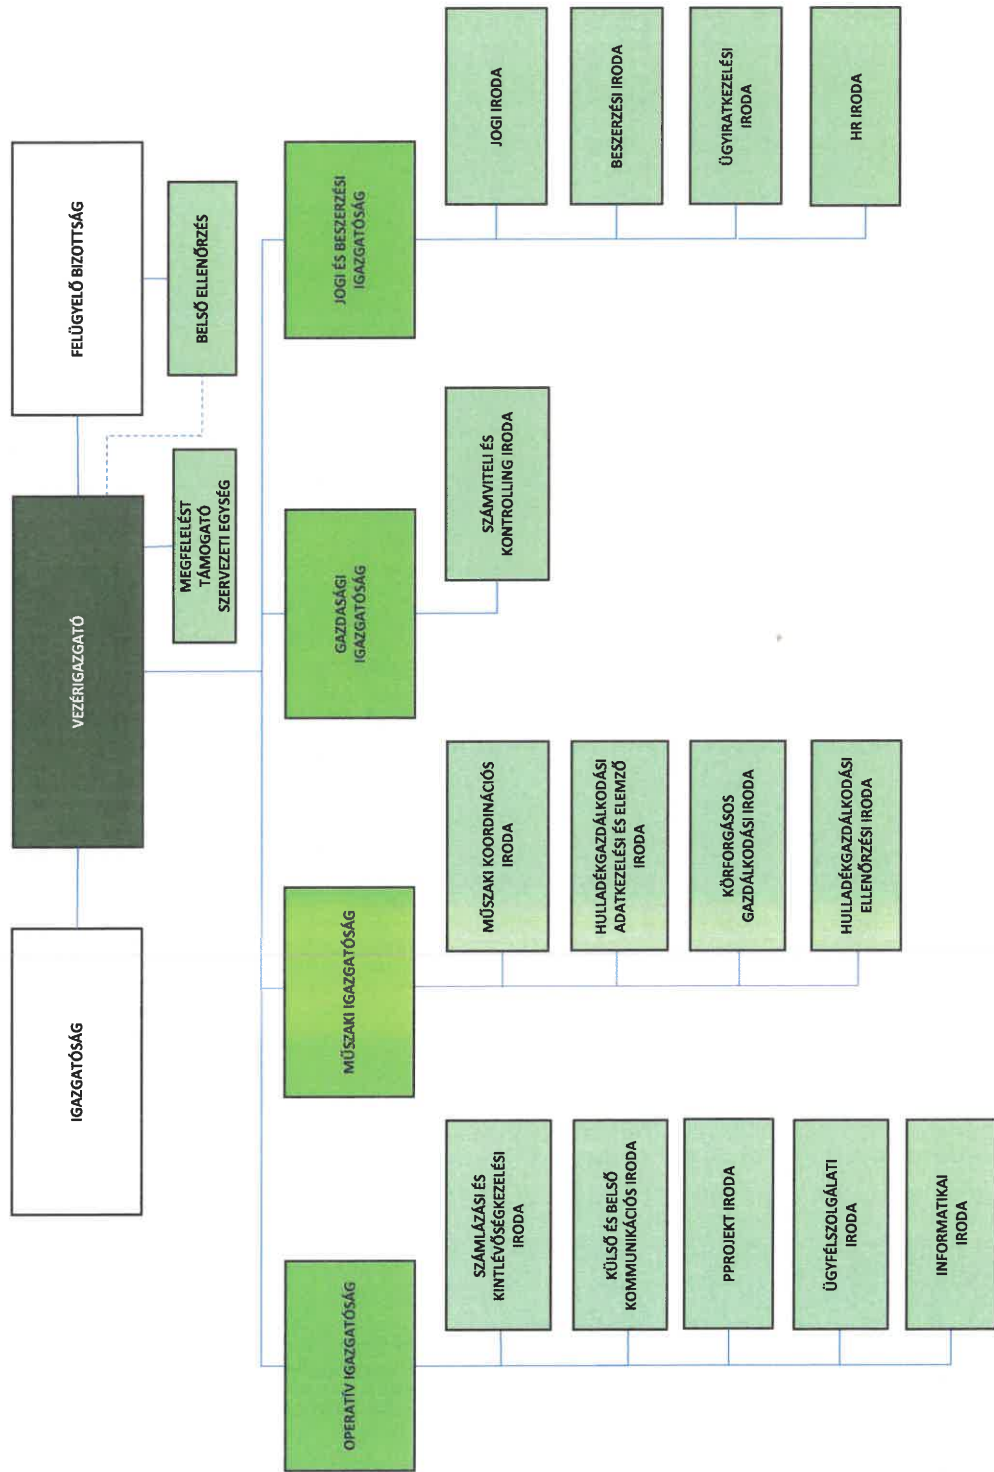 IGAZGATÓSÁG
VEZÉRIGAZGATÓ
FELÜGYELŐ BIZOTTSÁG
MEGFELELÉST
TÁMOGATÓ
SZERVEZETI EGYSÉG
BELSŐ ELLENŐRZÉS
OPERATÍV IGAZGATÓSÁG
MŰSZAKI IGAZGATÓSÁG
GAZDASÁGI
IGAZGATÓSÁG
JOGI ÉS BESZERZÉSI
IGAZGATÓSÁG
SZÁMLÁZÁSI ÉS
KINTLÉVŐSÉGKEZELÉSI
IRODA
KÜLSŐ ÉS BELSŐ
KOMMUNIKÁCIÓS IRODA
PPROJEKT IRODA
ÜGYFÉLSZOLGÁLATI
IRODA
INFORMATIKAI
IRODA
MŰSZAKI KOORDINÁCIÓS
IRODA
HULLADÉKGAZDÁLKODÁSI
ADATKEZELÉSI ÉS ELEMZŐ
IRODA
KÖRFORGÁSOS
GAZDÁLKODÁSI IRODA
HULLADÉKGAZDÁLKODÁSI
ELLENŐRZÉSI IRODA
SZÁMVITELI ÉS
KONTROLLING IRODA
JOGI IRODA
BESZERZÉSI IRODA
ÜGYIRATKEZELÉSI
IRODA
HR IRODA